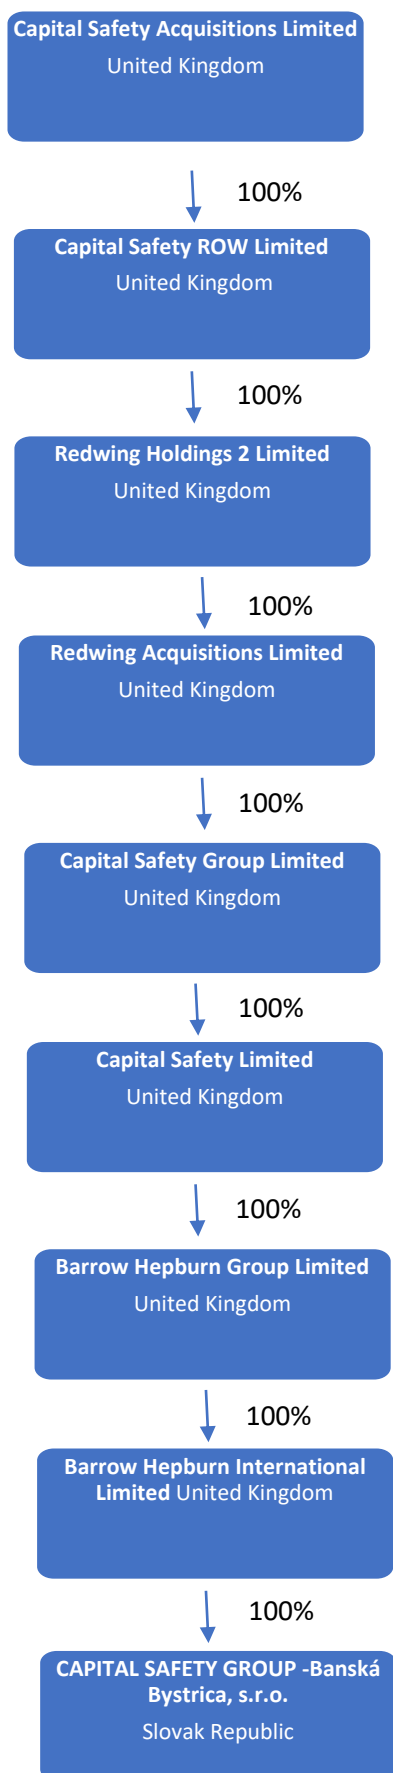 Capital Safety Acquisitions Limited
United Kingdom
100%
Capital Safety ROW Limited
United Kingdom
100%
Redwing Holdings 2 Limited
United Kingdom
100%
Redwing Acquisitions Limited
United Kingdom
100%
Capital Safety Group Limited
United Kingdom
100%
Capital Safety Limited
United Kingdom
100%
Barrow Hepburn Group Limited
United Kingdom
100%
Barrow Hepburn International
Limited United Kingdom
100%
CAPITAL SAFETY GROUP -Banská
Bystrica, s.r.o.
Slovak Republic